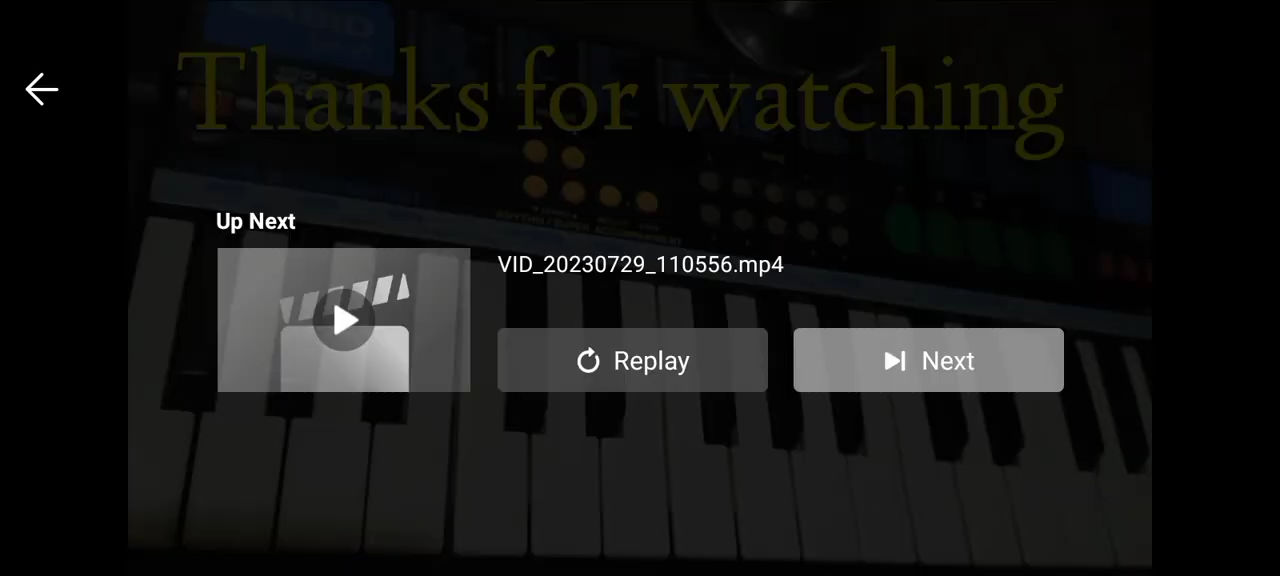 Thanks for watching
Up Next
VID_20230729_110556.mp4
Replay
Next